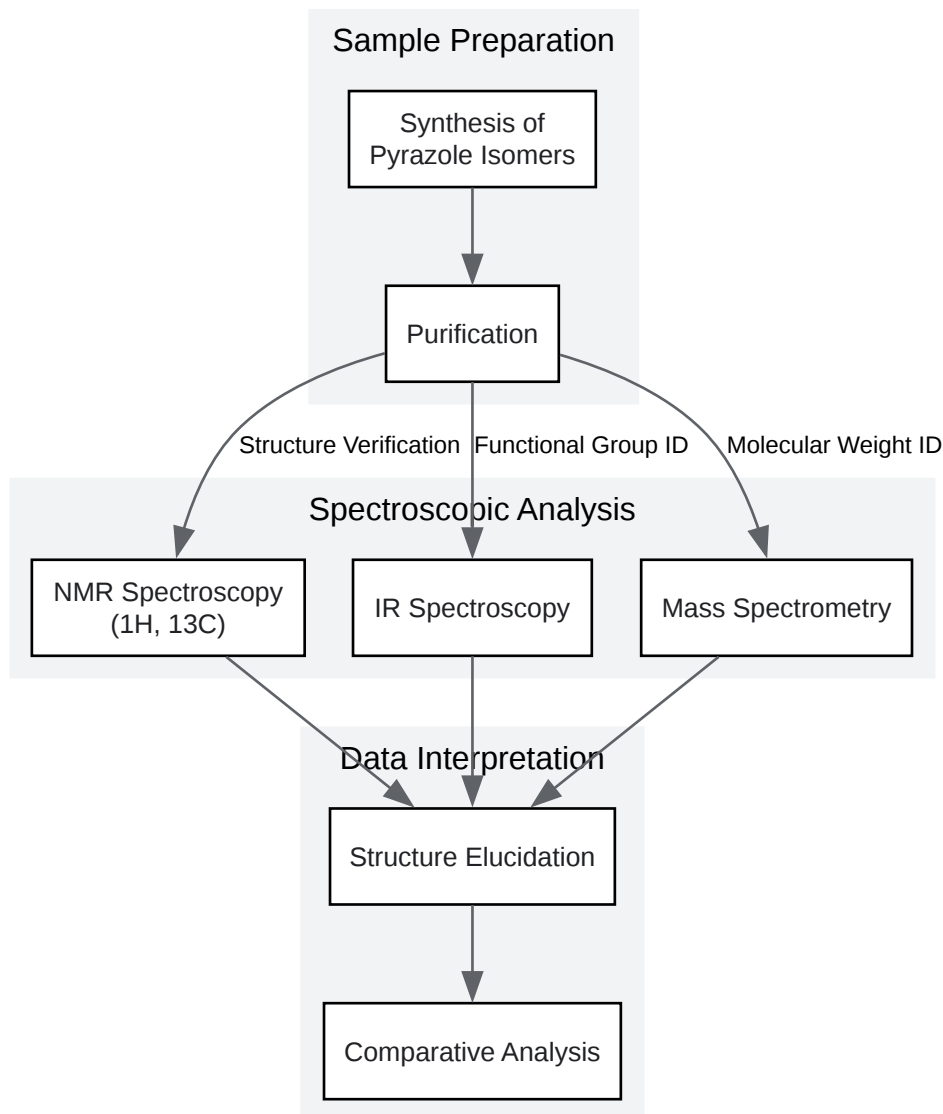 Sample Preparation
Synthesis of
Pyrazole Isomers
Purification
Structure Verification
Functional Group ID
Molecular Weight ID
Spectroscopic Analysis
NMR Spectroscopy
(1H, 13C)
IR Spectroscopy
Mass Spectrometry
Data Interpretation
Structure Elucidation
Comparative Analysis